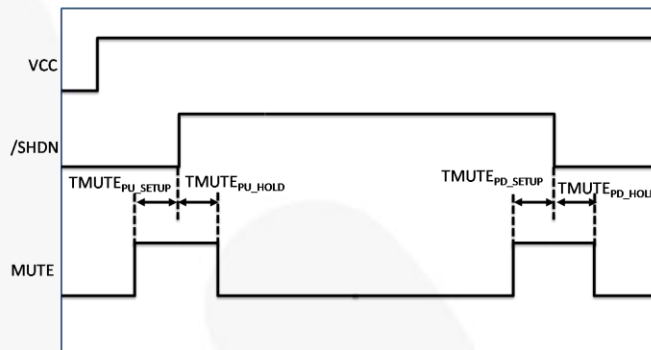 VCC
/SHDN
TMUTEPU_SETUP TMUTEPU_HOLD TMUTEPD_SETUP TMUTEPD_HOL
MUTE